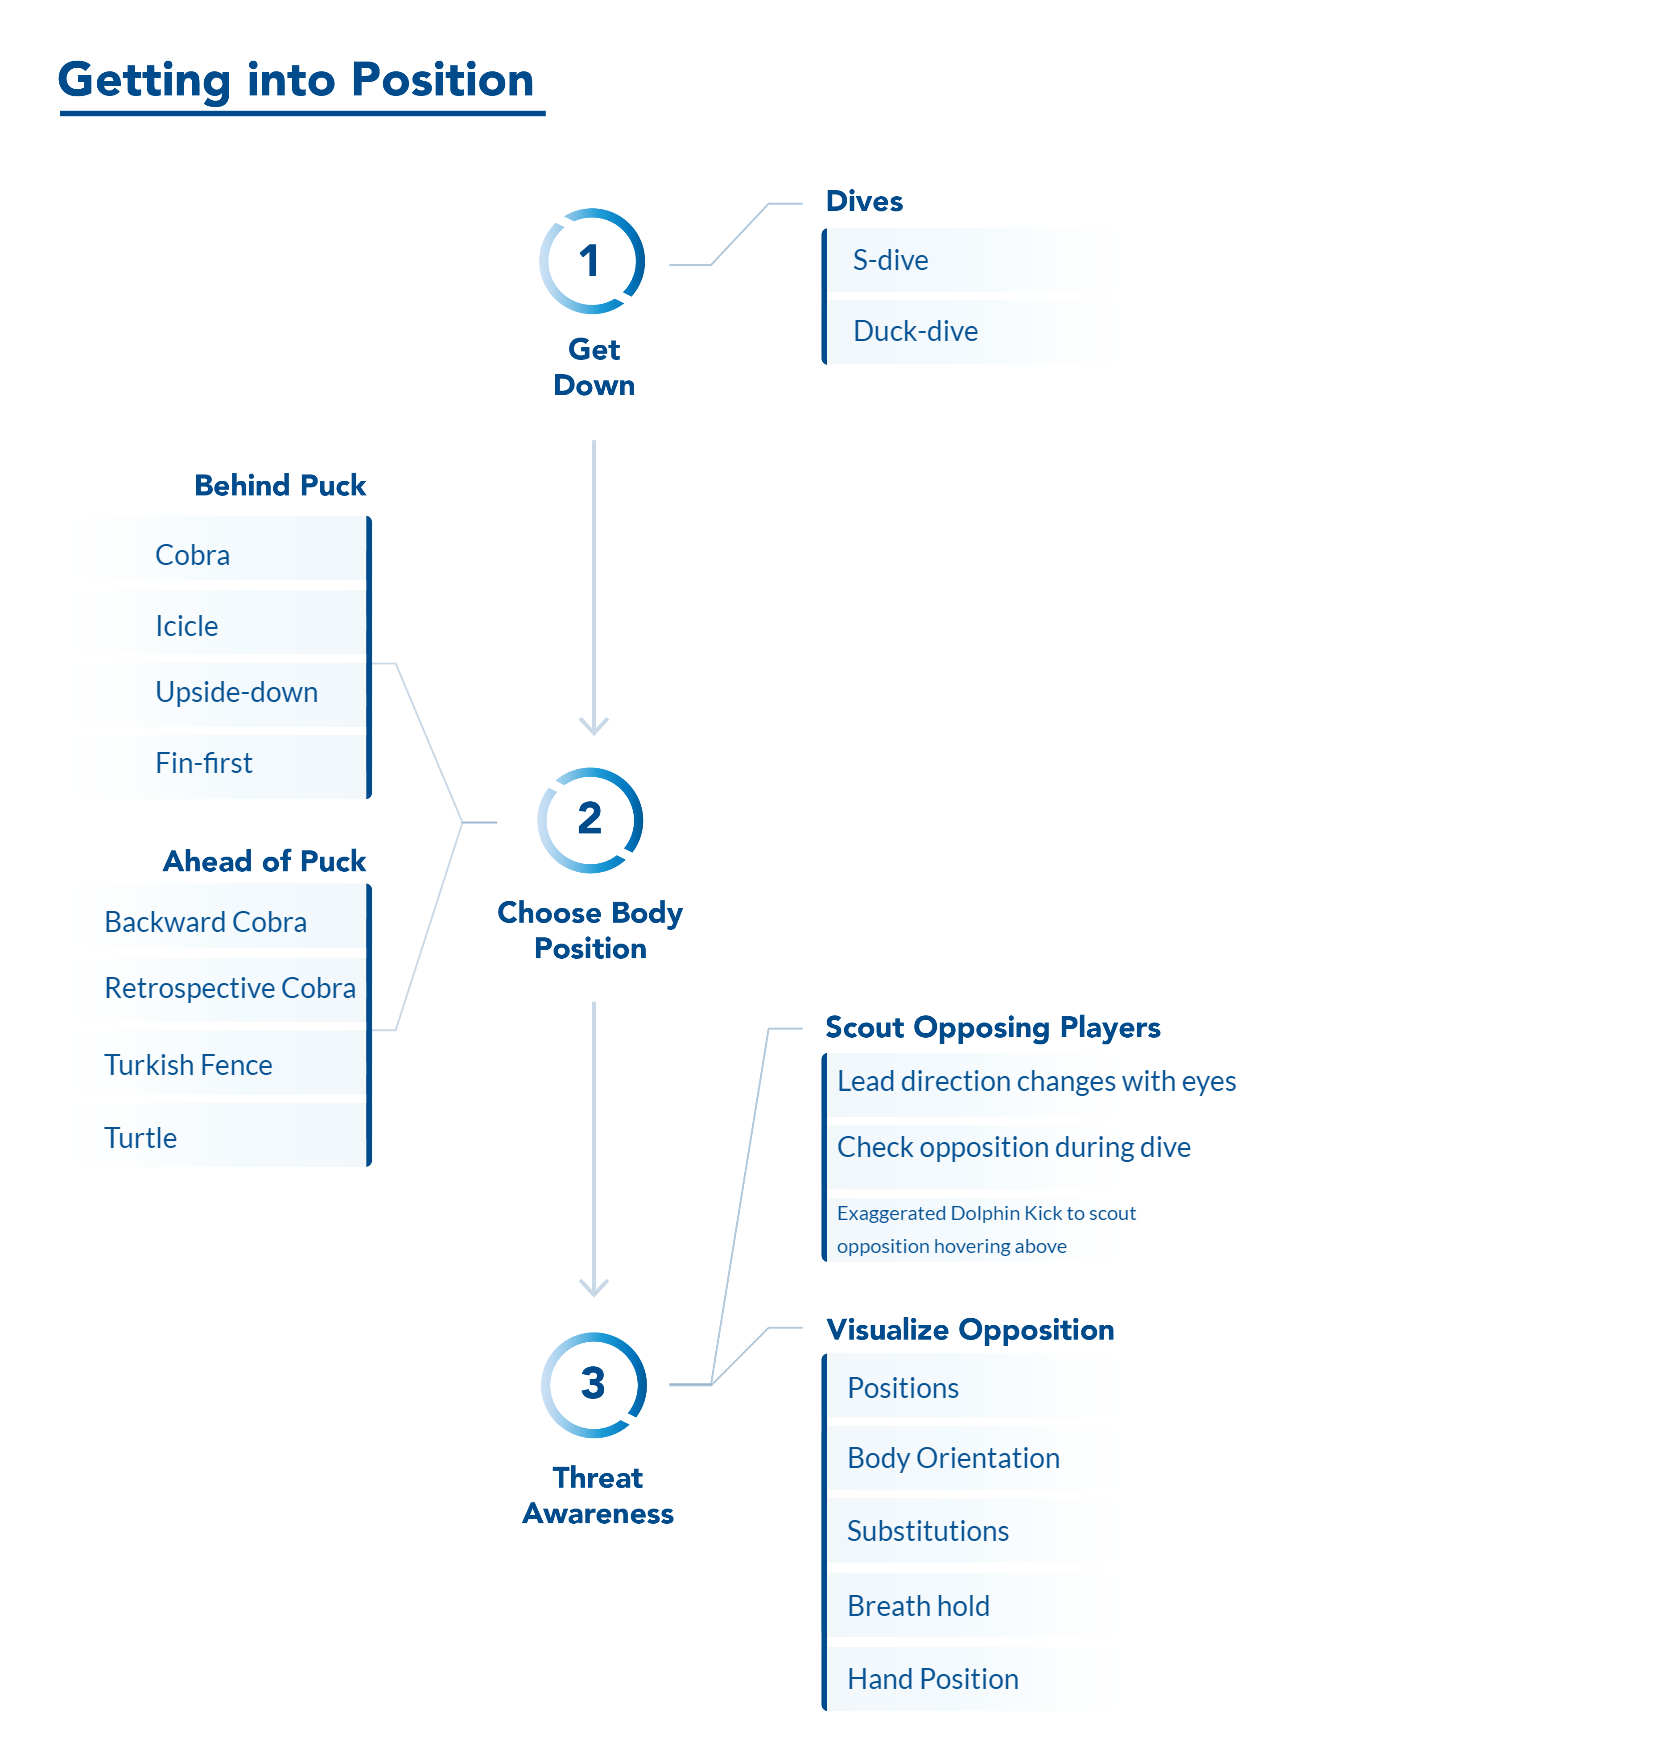 Getting into Position
1
Get
Down
Dives
S-dive
Duck-dive
Behind Puck
Cobra
Icicle
Upside-down
Fin-first
Ahead of Puck
Backward Cobra
Retrospective Cobra
Turkish Fence
Turtle
2
Choose Body
Position
Scout Opposing Players
Lead direction changes with eyes
Check opposition during dive
Exaggerated Dolphin Kick to scout
opposition hovering above
3
Threat
Awareness
Visualize Opposition
Positions
Body Orientation
Substitutions
Breath hold
Hand Position